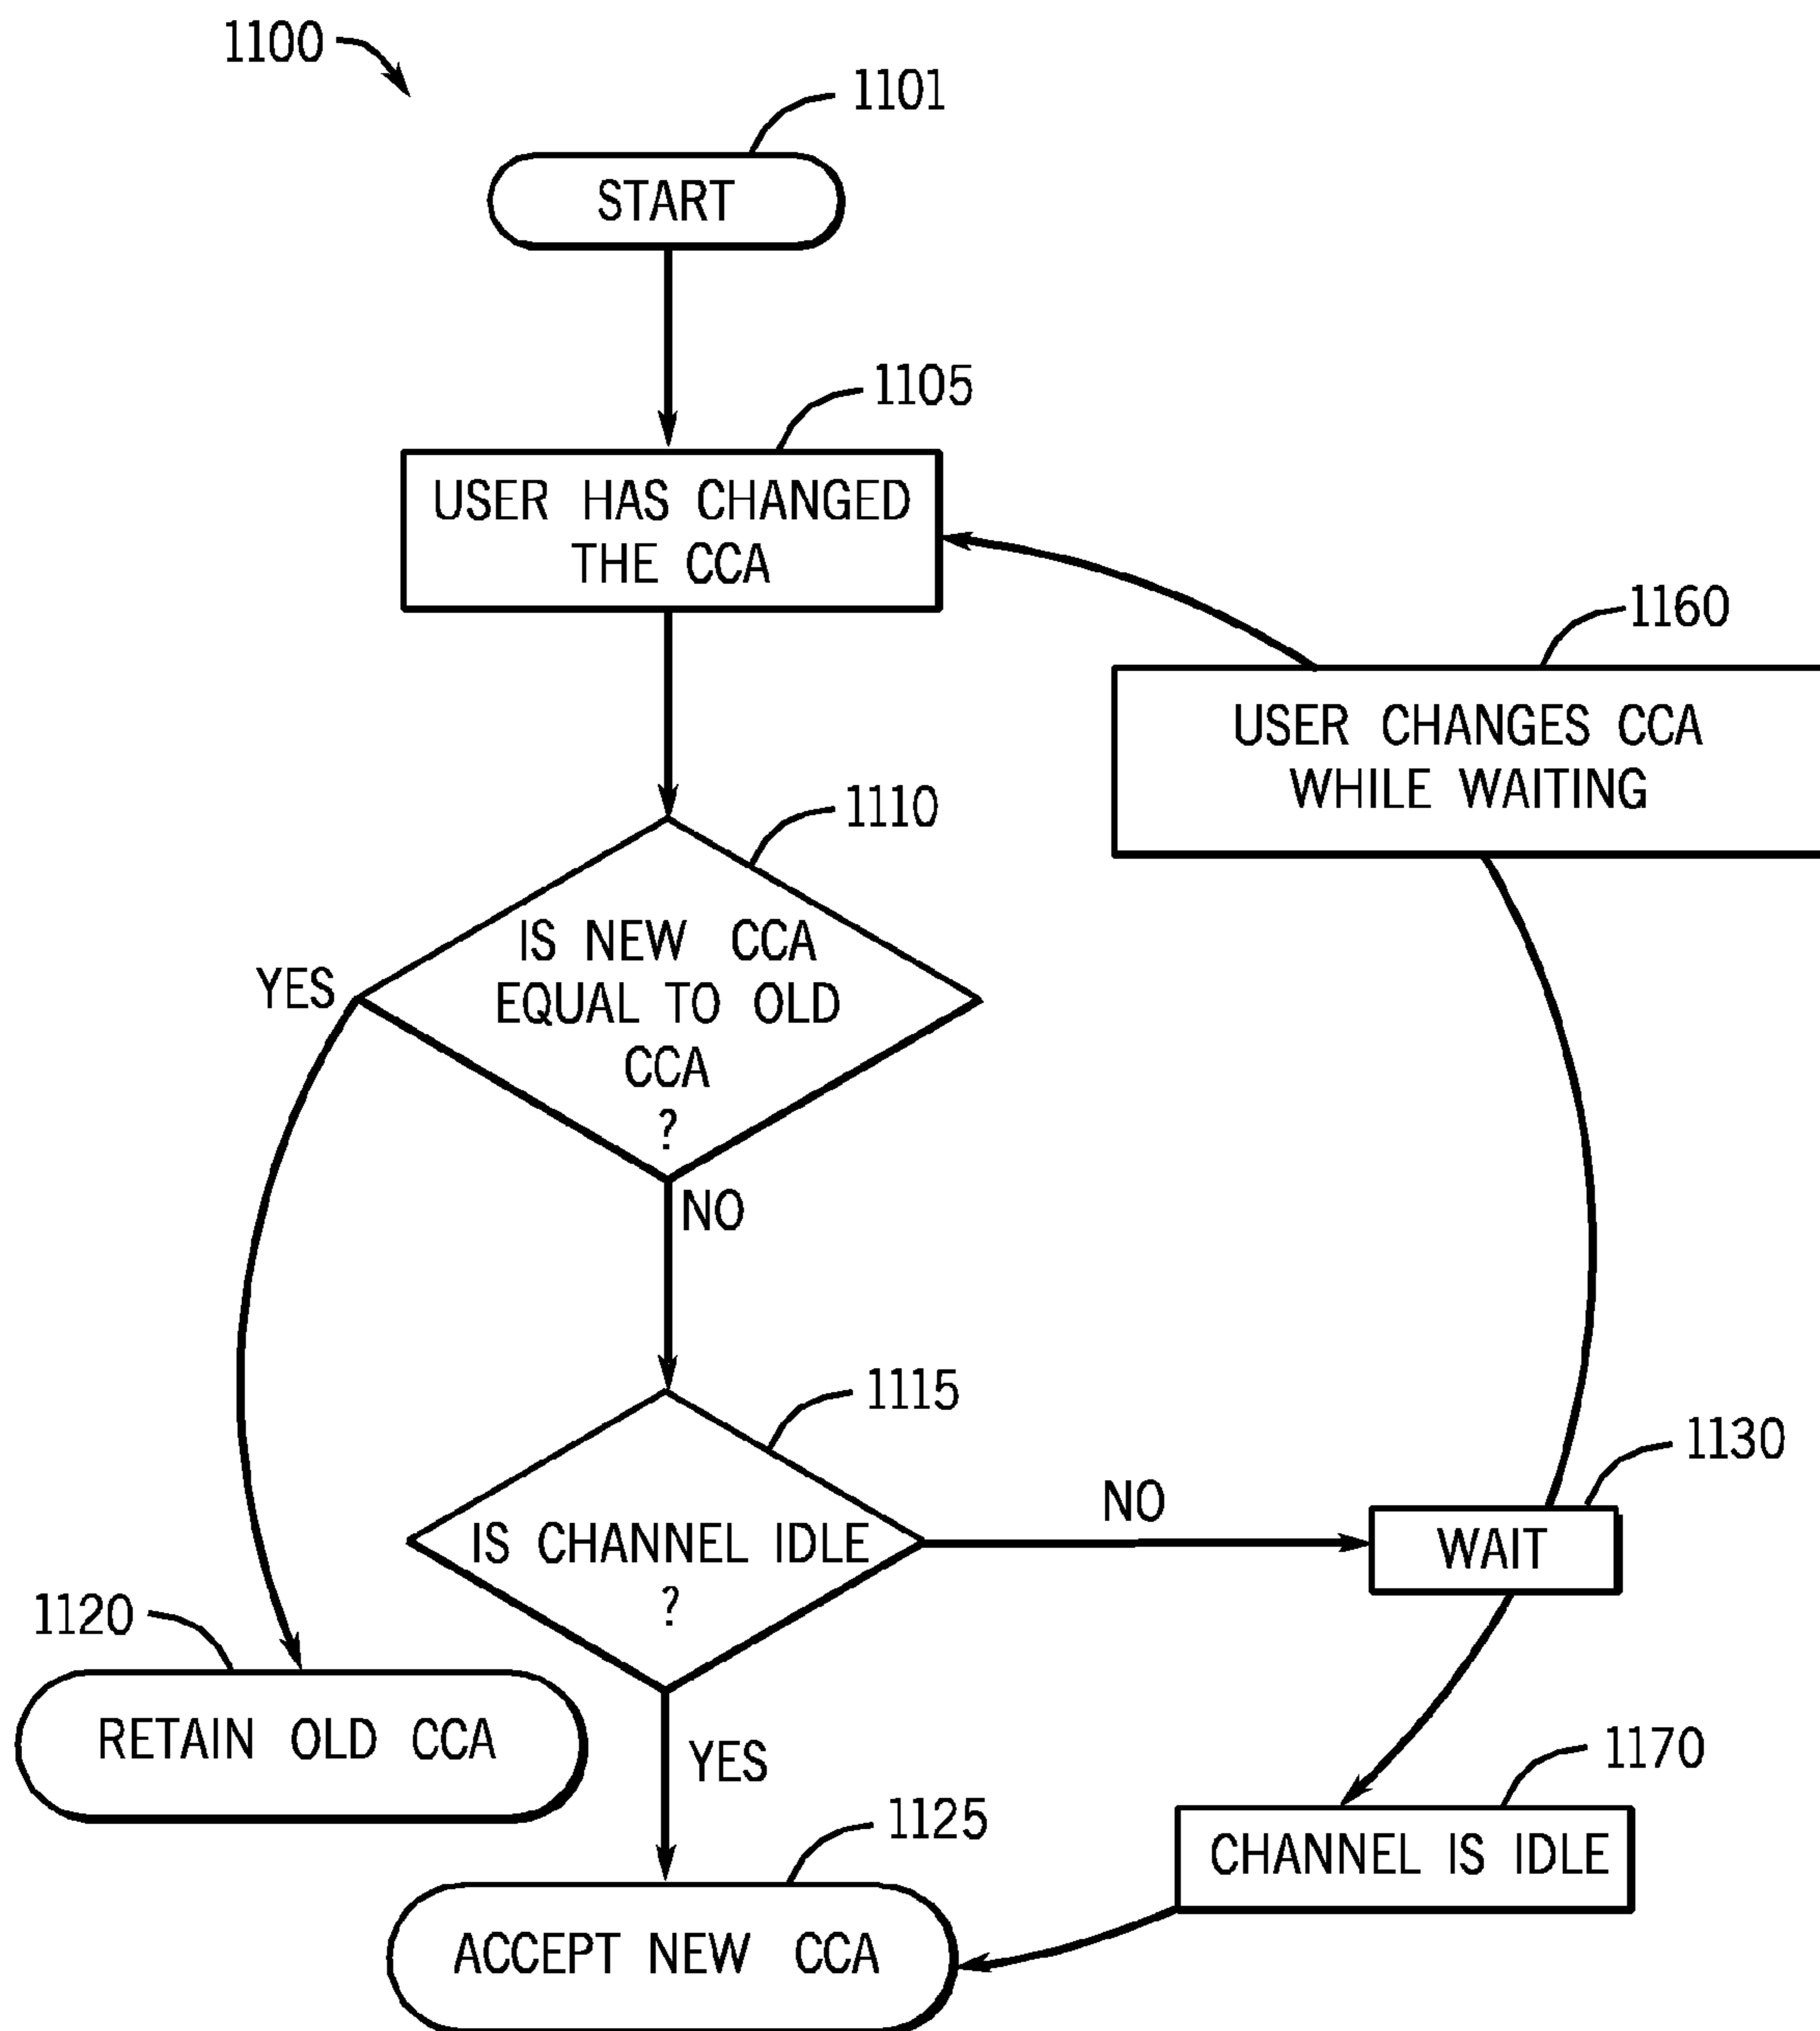 1100
1101
START
1105
USER HAS CHANGED
THE CCA
1160
USER CHANGES CCA
WHILE WAITING
1110
IS NEW CCA
EQUAL TO OLD
CCA
?
YES
NO
1115
IS CHANNEL IDLE
?
NO
1130
WAIT
1120
RETAIN OLD CCA
YES
1170
CHANNEL IS IDLE
1125
ACCEPT NEW CCA